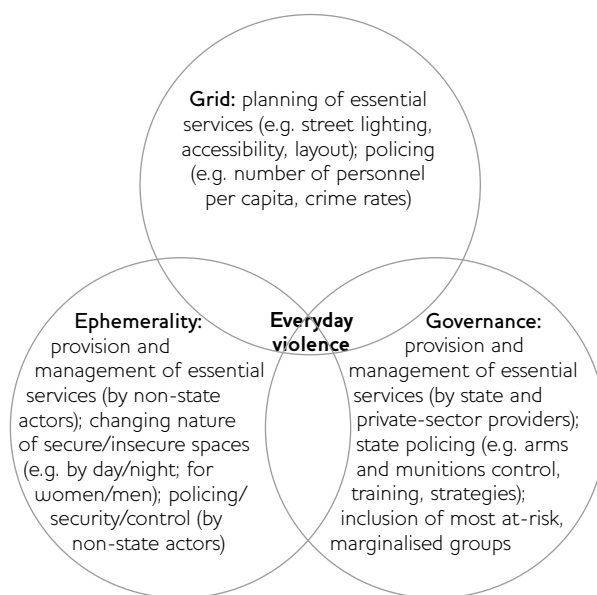 Grid: planning of essential
services (e.g. street lighting,
accessibility, layout); policing
(e.g. number of personnel
per capita, crime rates)
Everyday
violence
Ephemerality:
provision and
management of essential
services (by non-state
actors); changing nature
of secure/insecure spaces
(e.g. by day/night; for
women/men); policing/
security/control (by
non-state actors)
Governance:
provision and
management of essential
services (by state and
private-sector providers);
state policing (e.g. arms
and munitions control,
training, strategies);
inclusion of most at-risk,
marginalised groups